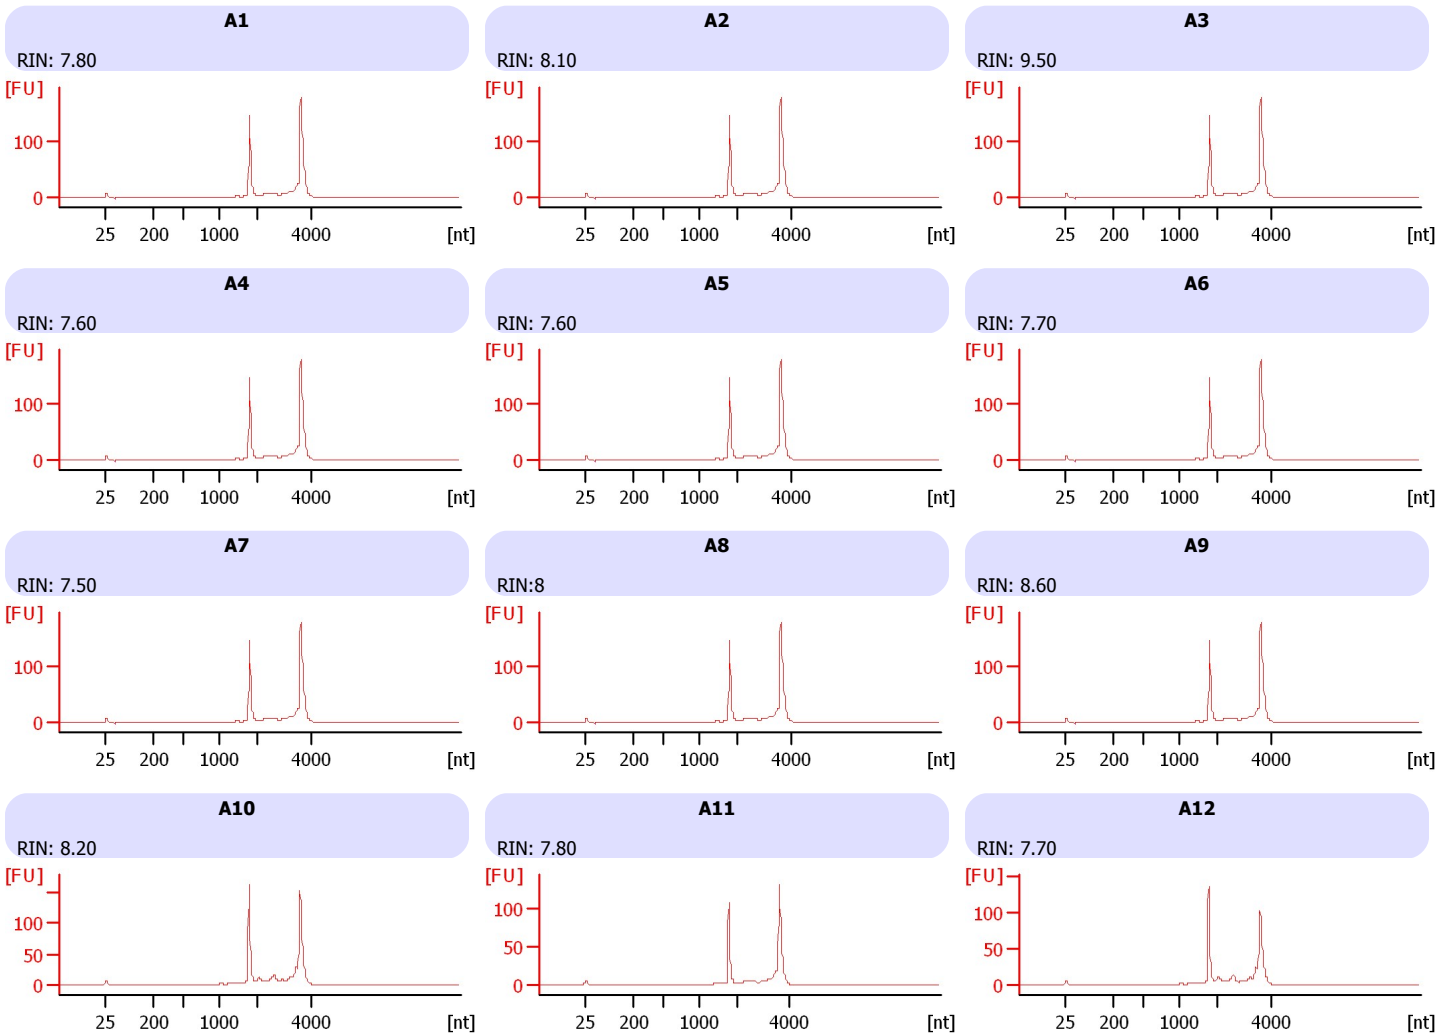 A1 A2 A3
RIN: 7.80 RIN: 8.10 RIN: 9.50
[FU] [FU] [FU]
100 100 100
0 0 0
25 200 1000 4000 [nt] 25 200 1000 4000 [nt] 25 200 1000 4000 [nt]
A4 A5 A6
RIN: 7.60 RIN: 7.60 RIN: 7.70
[FU] [FU] [FU]
100 100 100
0 0 0
25 200 1000 4000 [nt] 25 200 1000 4000 [nt] 25 200 1000 4000 [nt]
A7 A8 A9
RIN: 7.50 RIN:8 RIN: 8.60
[FU] [FU] [FU]
100 100 100
0 0 0
25 200 1000 4000 [nt] 25 200 1000 4000 [nt] 25 200 1000 4000 [nt]
A10 A11 A12
RIN: 8.20 RIN: 7.80 RIN: 7.70
[FU] [FU] [FU]
100 100 100
50 50 50
0 0 0
25 200 1000 4000 [nt] 25 200 1000 4000 [nt] 25 200 1000 4000 [nt]